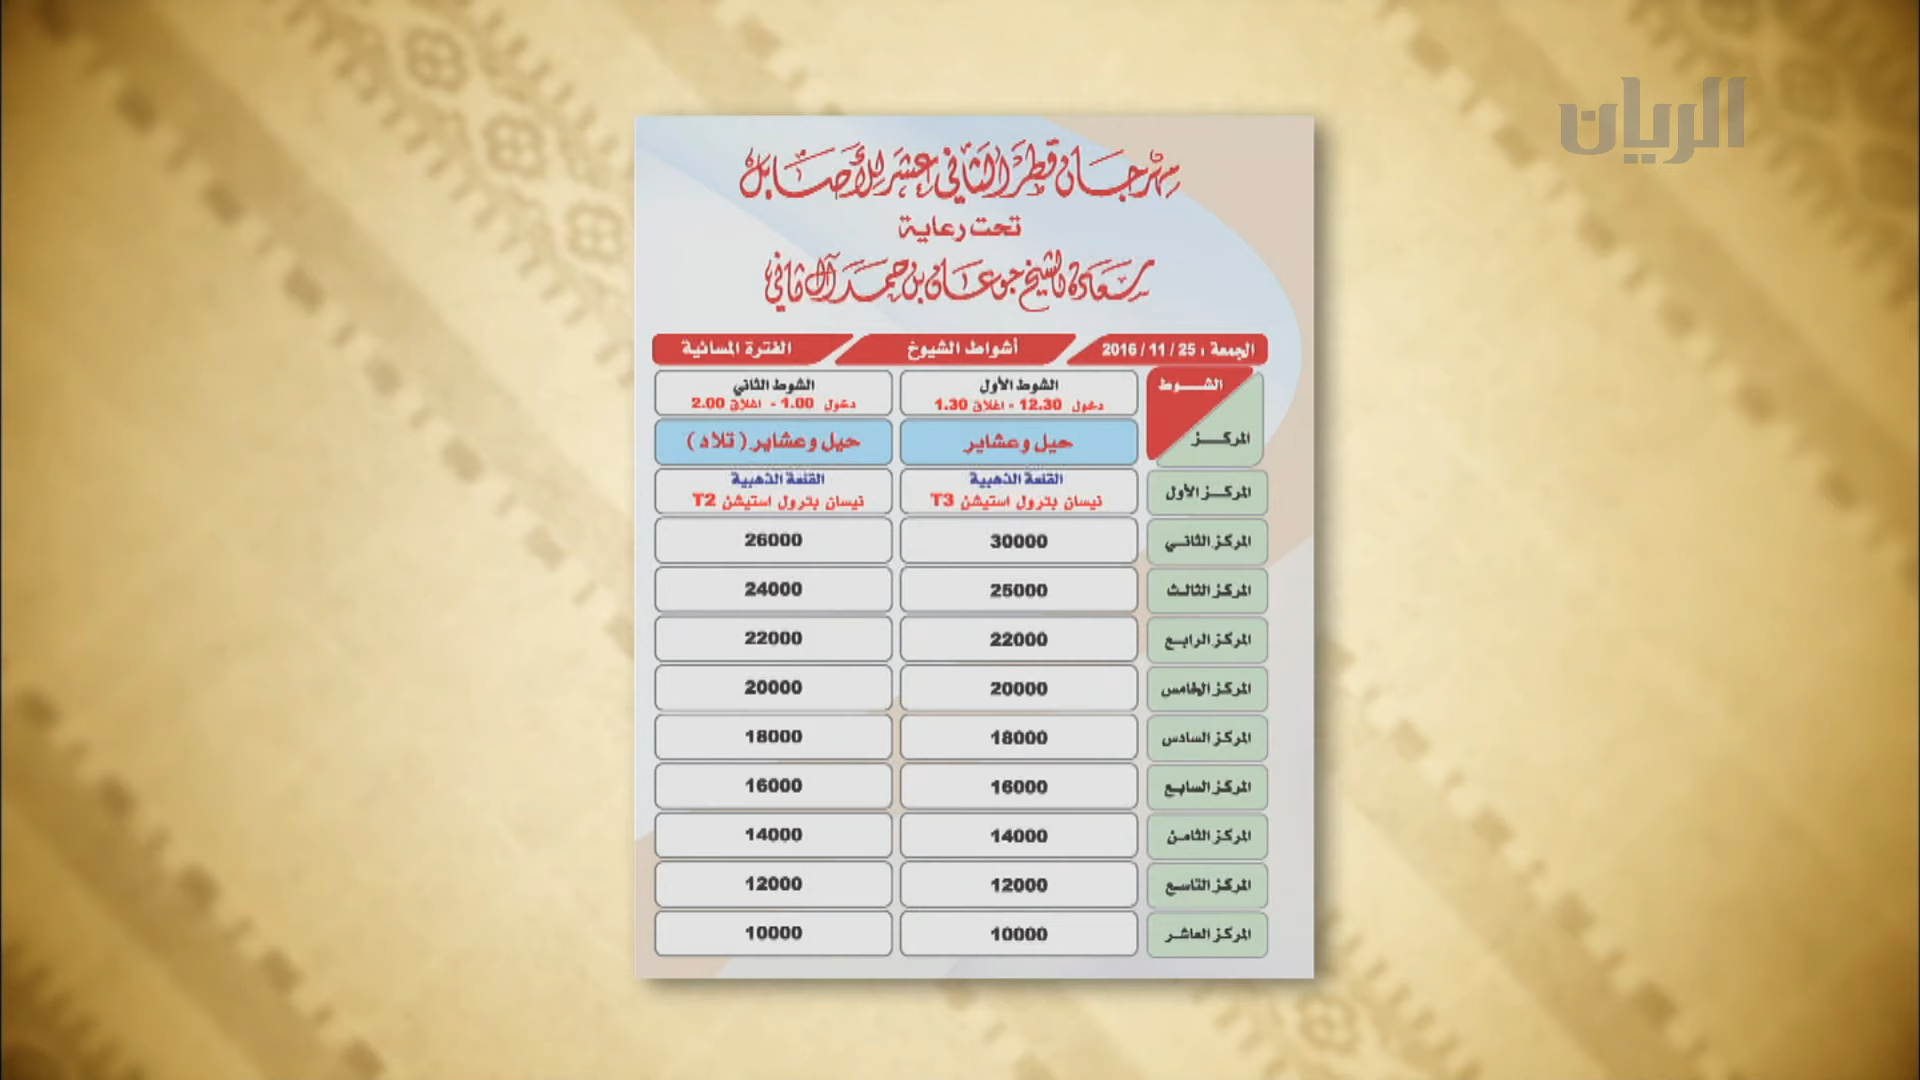 الريان
مهرجان قطر الثاني عشر للأصايل
تحت رعاية
سعادة الشيخ جوعان بن حمد آل ثاني
الجمعة ، 25 / 11 / 2016 أشواط الشيوخ الفترة المسائية
الشوط الشوط الأول الشوط الثاني
دخول 12.30 - اغلاق 1.30 دخول 1.00 - اغلاق 2.00
المركز حيل وعشاير حيل وعشاير ( تلاد )
المركز الأول القلعة الذهبية القلعة الذهبية
نيسان بترول استيشن T3 نيسان بترول استيشن T2
المركز الثاني 30000 26000
المركز الثالث 25000 24000
المركز الرابع 22000 22000
المركز الخامس 20000 20000
المركز السادس 18000 18000
المركز السابع 16000 16000
المركز الثامن 14000 14000
المركز التاسع 12000 12000
المركز العاشر 10000 10000